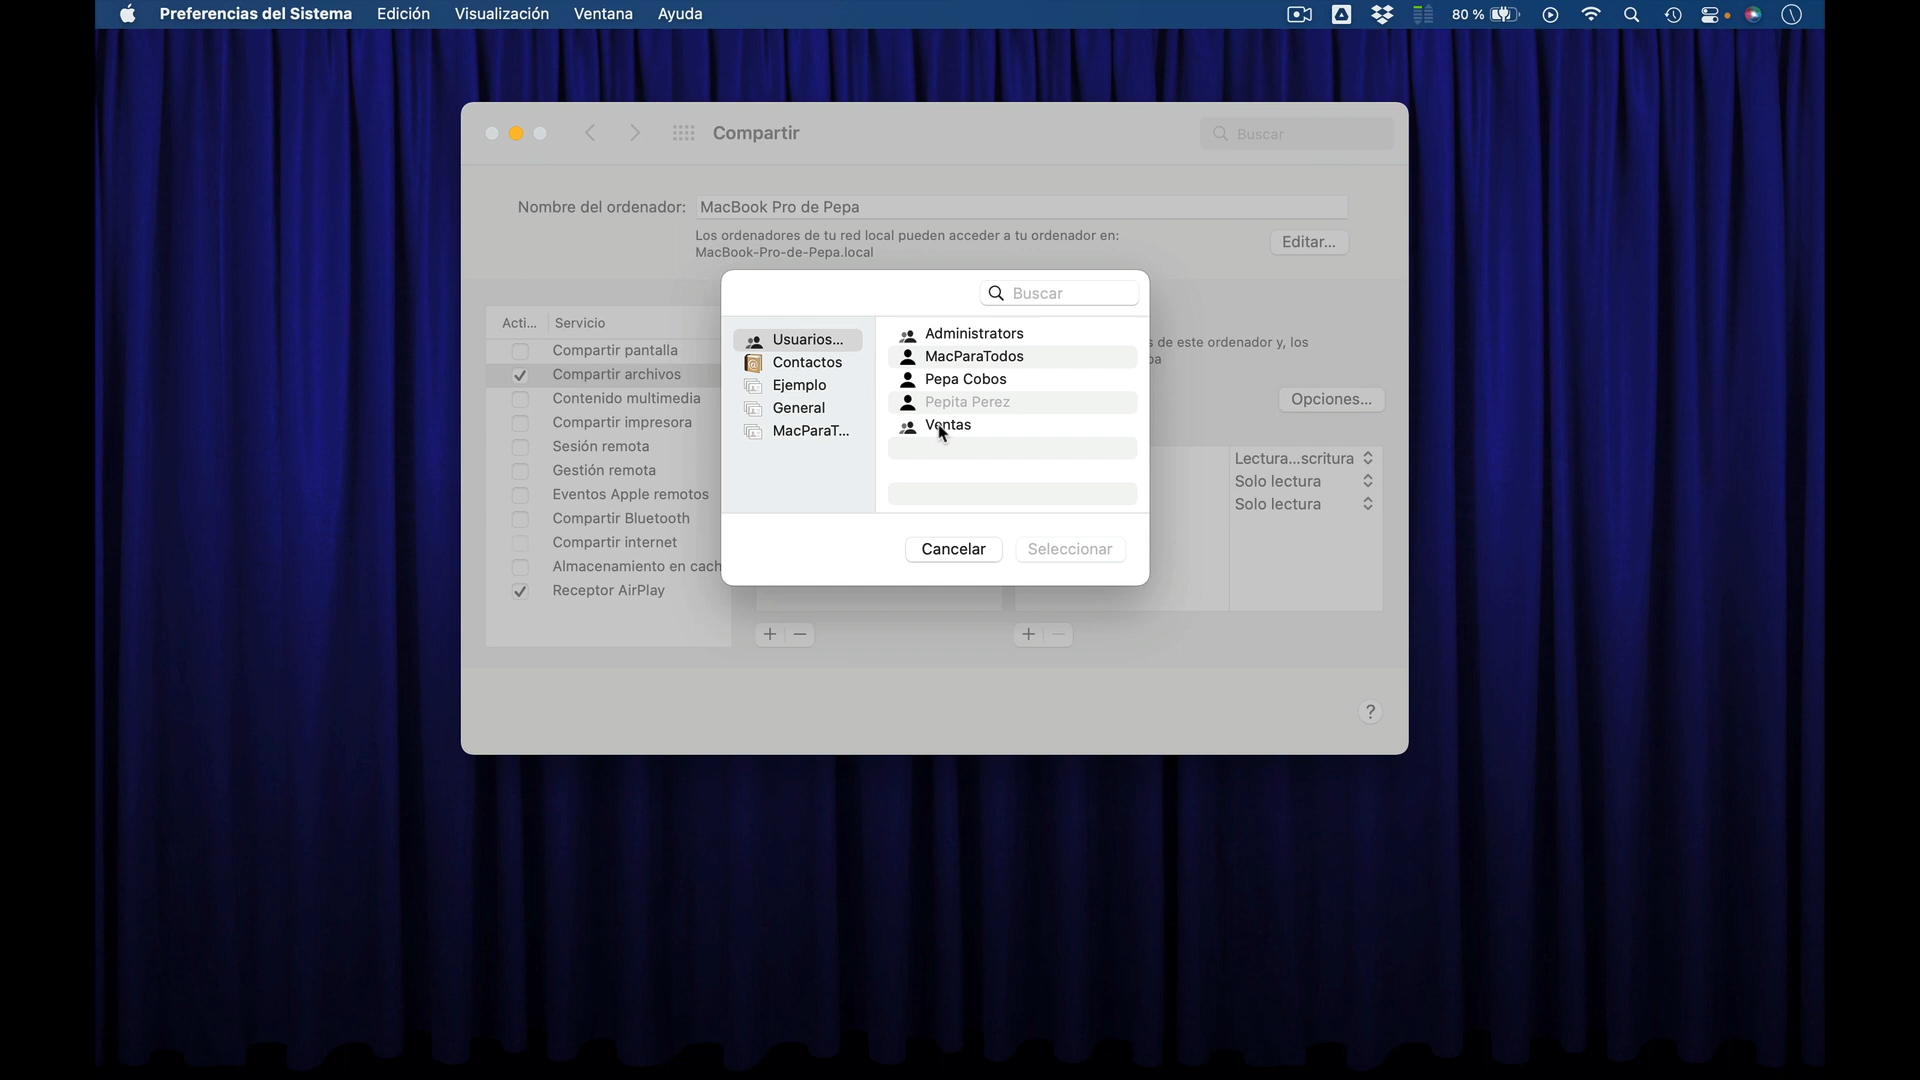 Preferencias del Sistema Edición Visualización Ventana Ayuda 80 %
Compartir
Buscar
Nombre del ordenador: MacBook Pro de Pepa
Los ordenadores de tu red local pueden acceder a tu ordenador en:
MacBook-Pro-de-Pepa.local
Editar...
Buscar
Usuarios...
Contactos
Ejemplo
General
MacParaT...
Administrators
MacParaTodos
Pepa Cobos
Pepita Perez
Ventas
Cancelar Seleccionar
Acti... Servicio
Compartir pantalla
Compartir archivos
Contenido multimedia
Compartir impresora
Sesión remota
Gestión remota
Eventos Apple remotos
Compartir Bluetooth
Compartir internet
Almacenamiento en cach
Receptor AirPlay
de este ordenador y, los
Opciones...
Lectura...scritura
Solo lectura
Solo lectura
+ − + −
?